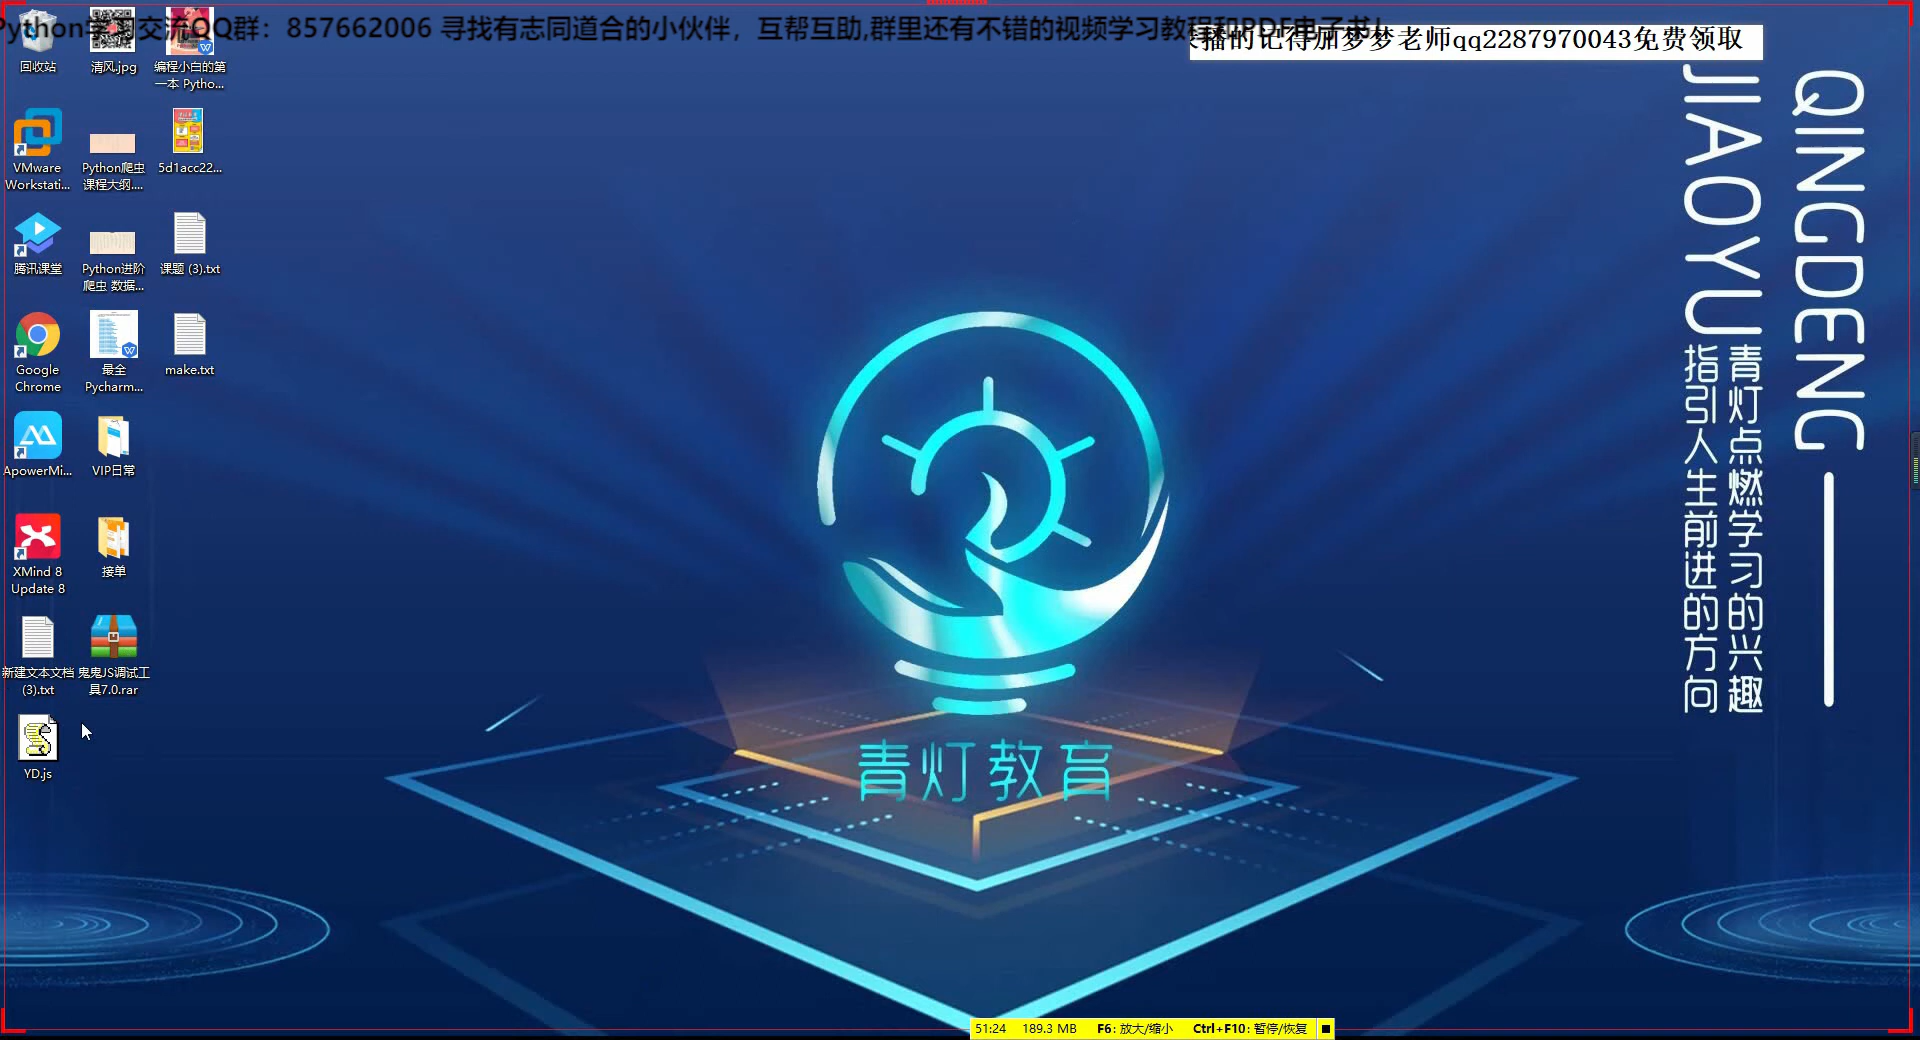 Python学习交流QQ群：857662006 寻找有志同道合的小伙伴，互帮互助,群里还有不错的视频学习教程和PDF电子书！
播的记得加梦梦老师qq2287970043免费领取
回收站
清风.jpg
编程小白的第
一本 Pytho...
VMware
Workstati...
Python爬虫
课程大纲....
5d1acc22...
腾讯课堂
Python进阶
爬虫 数据...
课题 (3).txt
Google
Chrome
最全
Pycharm...
make.txt
ApowerMi...
VIP日常
XMind 8
Update 8
接单
新建文本文档
(3).txt
鬼鬼JS调试工
具7.0.rar
YD.js
QINGDENG
JIAOYU
青灯点燃学习的兴趣
指引人生前进的方向
青灯教育
51:24 189.3 MB F6: 放大/缩小 Ctrl+F10: 暂停/恢复